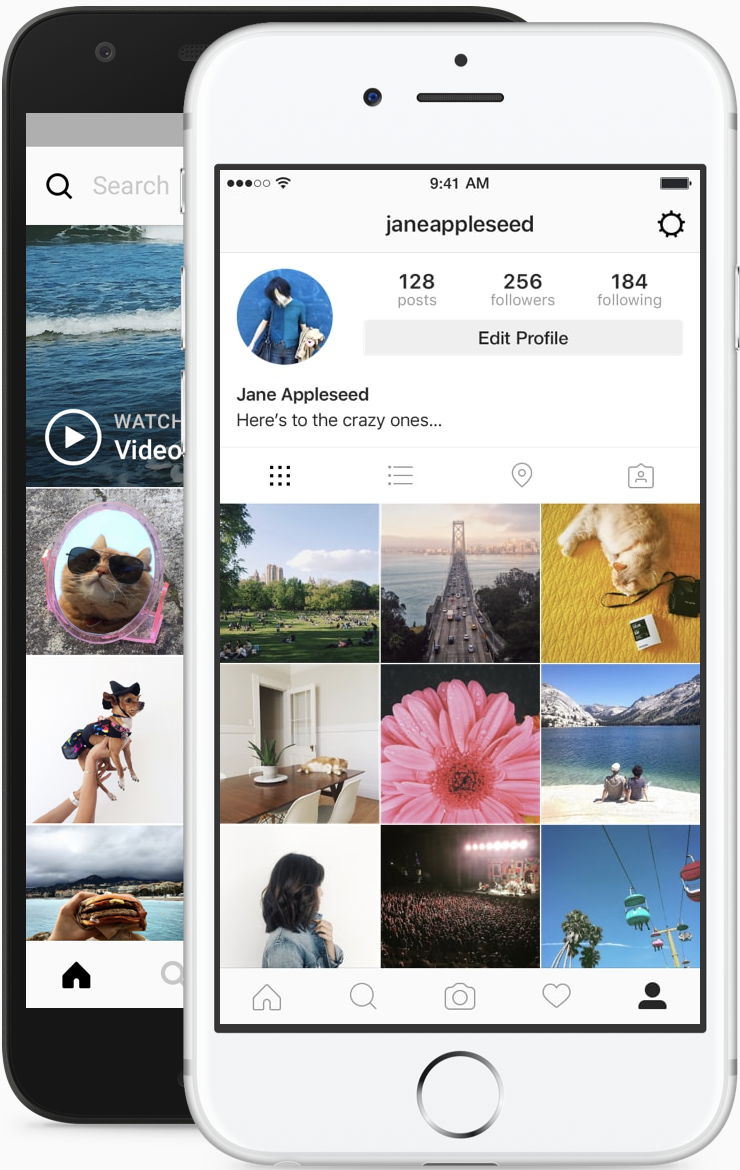 Search
WATCH
Video
9:41 AM
janeappleseed
128
256
184
posts
followers
following
Edit Profile
Jane Appleseed
Here's to the crazy ones...